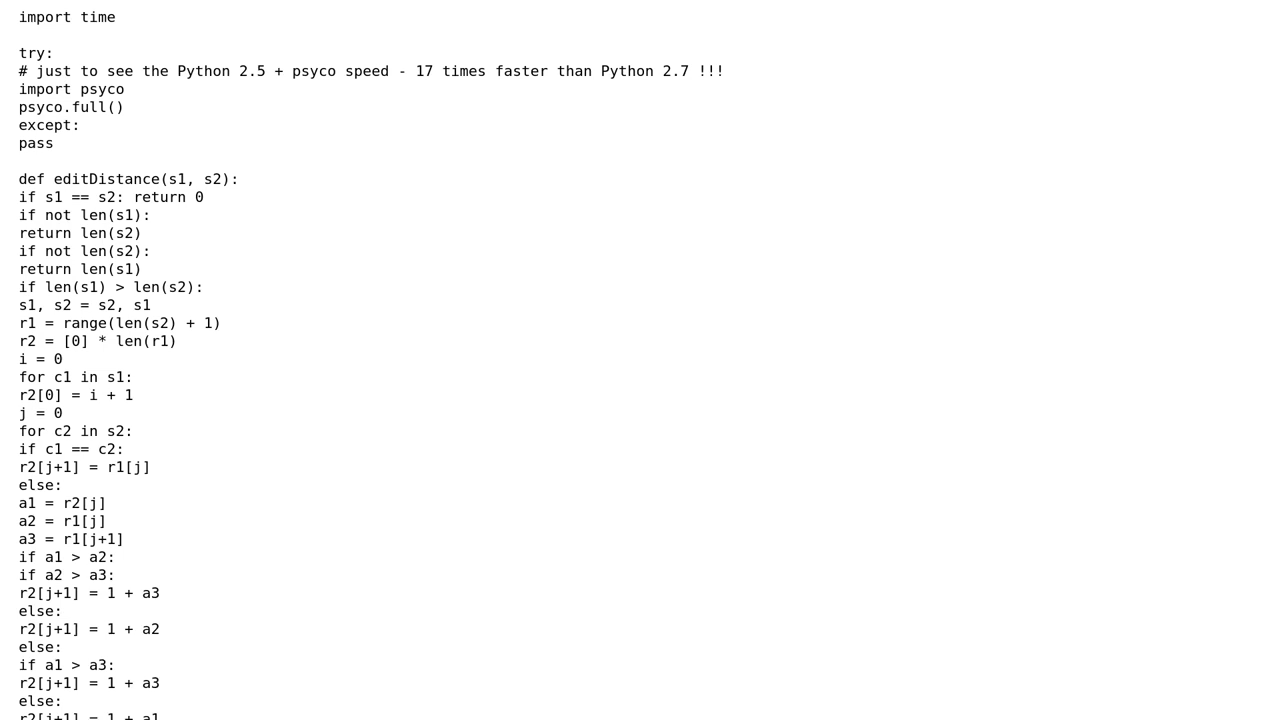 import time

try:
# just to see the Python 2.5 + psyco speed - 17 times faster than Python 2.7 !!!
import psyco
psyco.full()
except:
pass

def editDistance(s1, s2):
if s1 == s2: return 0
if not len(s1):
return len(s2)
if not len(s2):
return len(s1)
if len(s1) > len(s2):
s1, s2 = s2, s1
r1 = range(len(s2) + 1)
r2 = [0] * len(r1)
i = 0
for c1 in s1:
r2[0] = i + 1
j = 0
for c2 in s2:
if c1 == c2:
r2[j+1] = r1[j]
else:
a1 = r2[j]
a2 = r1[j]
a3 = r1[j+1]
if a1 > a2:
if a2 > a3:
r2[j+1] = 1 + a3
else:
r2[j+1] = 1 + a2
else:
if a1 > a3:
r2[j+1] = 1 + a3
else:
r2[j+1] = 1 + a1